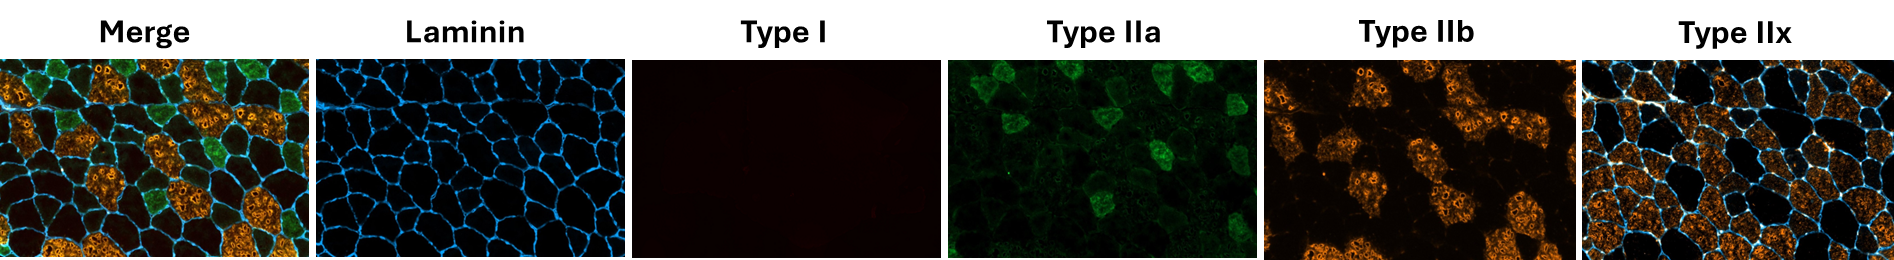 Merge
Laminin
Type I
Type IIa
Type IIb
Type IIx